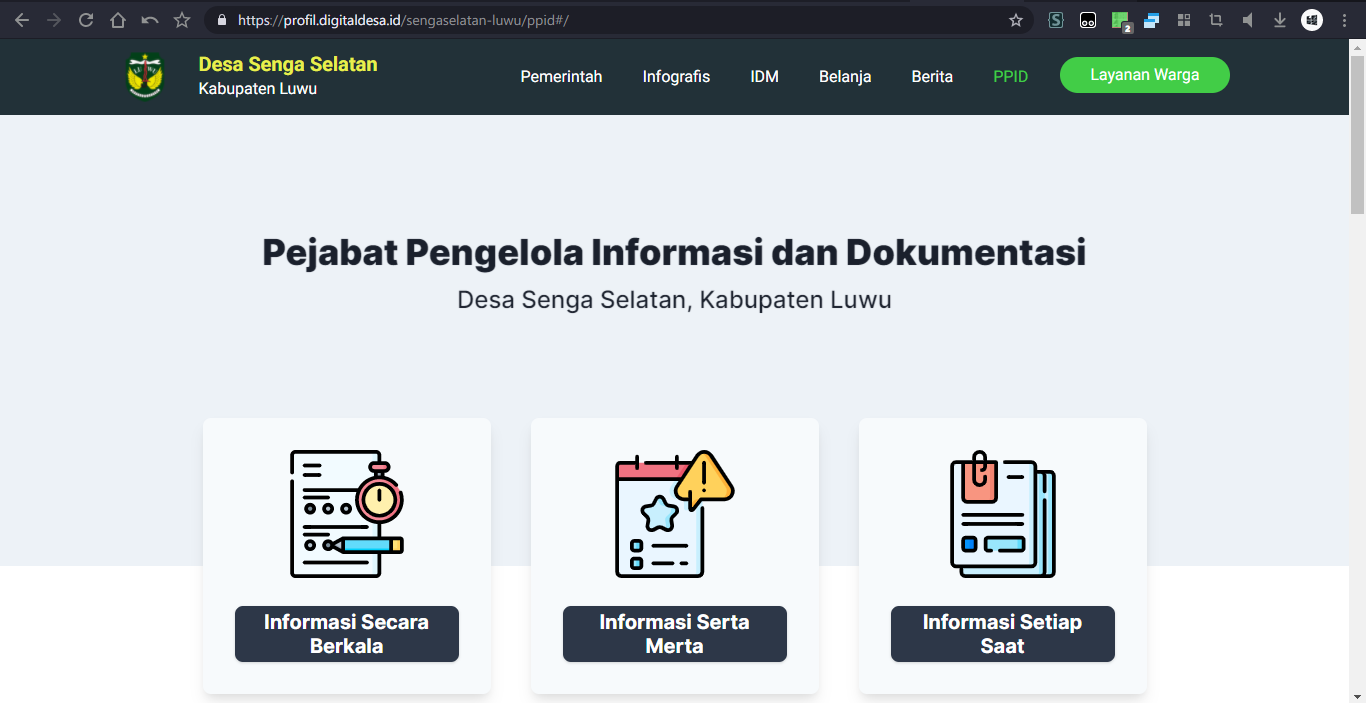 https://profil.digitaldesa.id/sengaselatan-luwu/ppid#/
S
2
Desa Senga Selatan
Kabupaten Luwu
Pemerintah Infografis IDM Belanja Berita PPID Layanan Warga
Pejabat Pengelola Informasi dan Dokumentasi
Desa Senga Selatan, Kabupaten Luwu
Informasi Secara
Berkala
Informasi Serta
Merta
Informasi Setiap
Saat